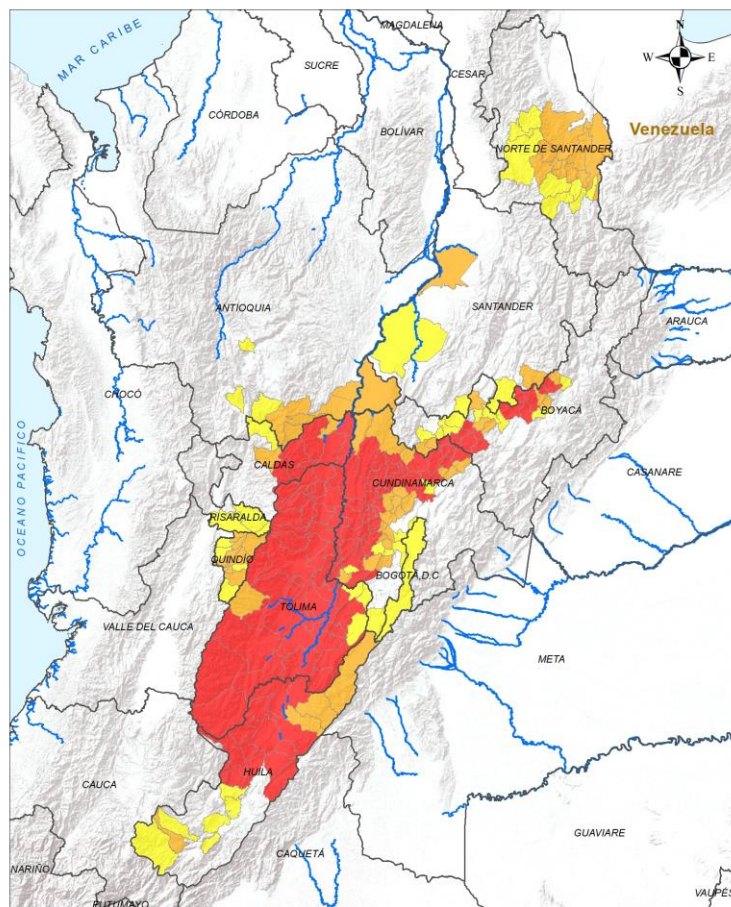 MAGDALENA
N
MAR CARIBE
SUCRE
W
E
CESAR
S
CÓRDOBA
BOLÍVAR
Venezuela
NORTE DE SANTANDER
ANTIOQUIA
SANTANDER
ARAUCA
CHOCÓ
BOYACÁ
OCEANO PACIFICO
CALDAS
CUNDINAMARCA
CASANARE
RISARALDA
QUINDÍO
BOGOTÁ, D.C
TOLIMA
VALLE DEL CAUCA
META
HUILA
CAUCA
GUAVIARE
CAQUETÁ
NARIÑO
PUTUMAYO
VAUPÉS